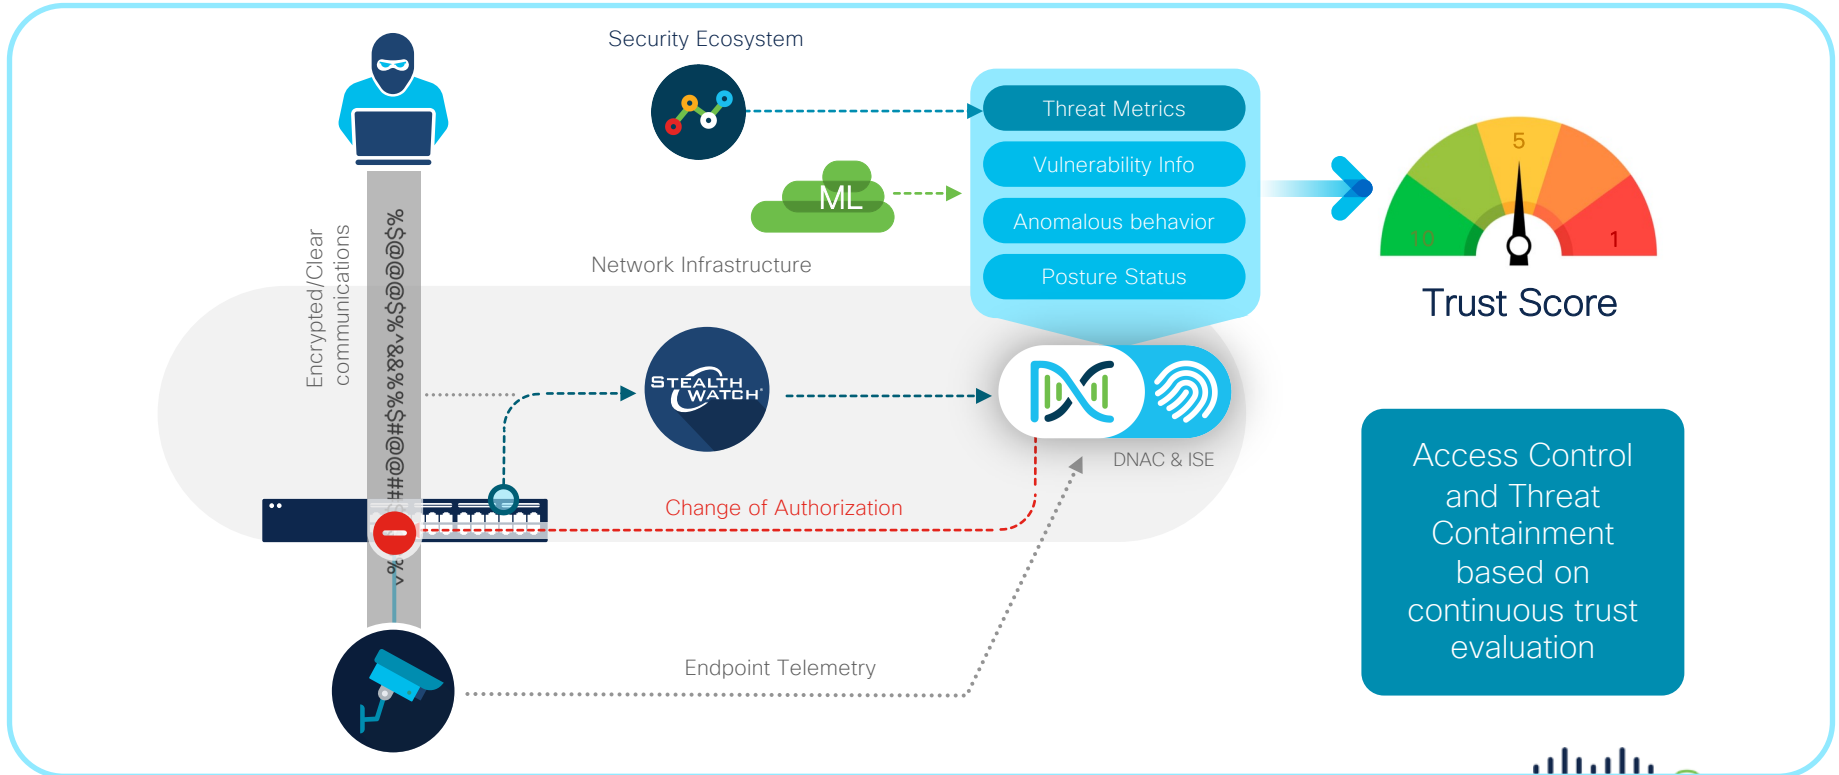 Security Ecosystem
Threat Metrics
Vulnerability Info
Anomalous behavior
Posture Status
ML
5
10
1
Trust Score
Encrypted/Clear
communications
Network Infrastructure
STEALTH
WATCH
DNAC & ISE
Change of Authorization
Endpoint Telemetry
Access Control
and Threat
Containment
based on
continuous trust
evaluation